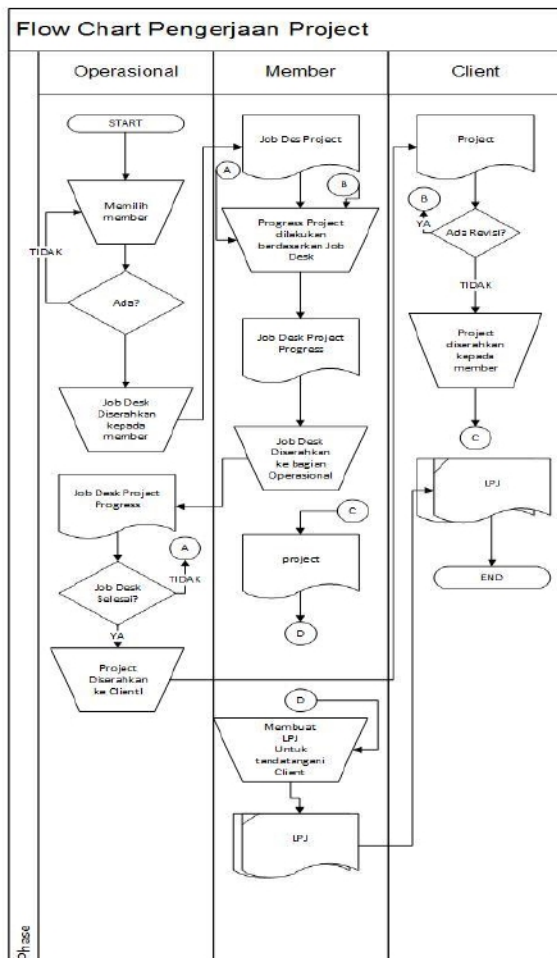 Flow Chart Pengerjaan Project
Operasional
Member
Client
START
Memilih
member
TIDAK
Ada?
Job Desk
Diserahkan
kepada
member
Job Des Project
A
B
Progress Project
dilakukan
berdasarkan Job
Desk
Job Desk Project
Progress
Job Desk
Diserahkan
ke bagian
Operasional
Job Desk Project
Progress
A
TIDAK
Job Desk
Selesai?
YA
Project
Diserahkan
ke Client!
Project
B
YA
Ada Revisi?
TIDAK
Project
diserahkan
kepada
member
C
C
project
D
D
Membuat
LPJ
Untuk
tandatangani
Client
LPJ
LPJ
END
Phase